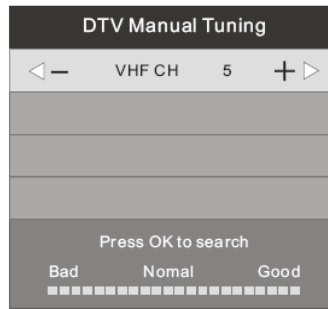 DTV Manual Tuning
VHF CH 5
Press OK to search
Bad Nomal Good